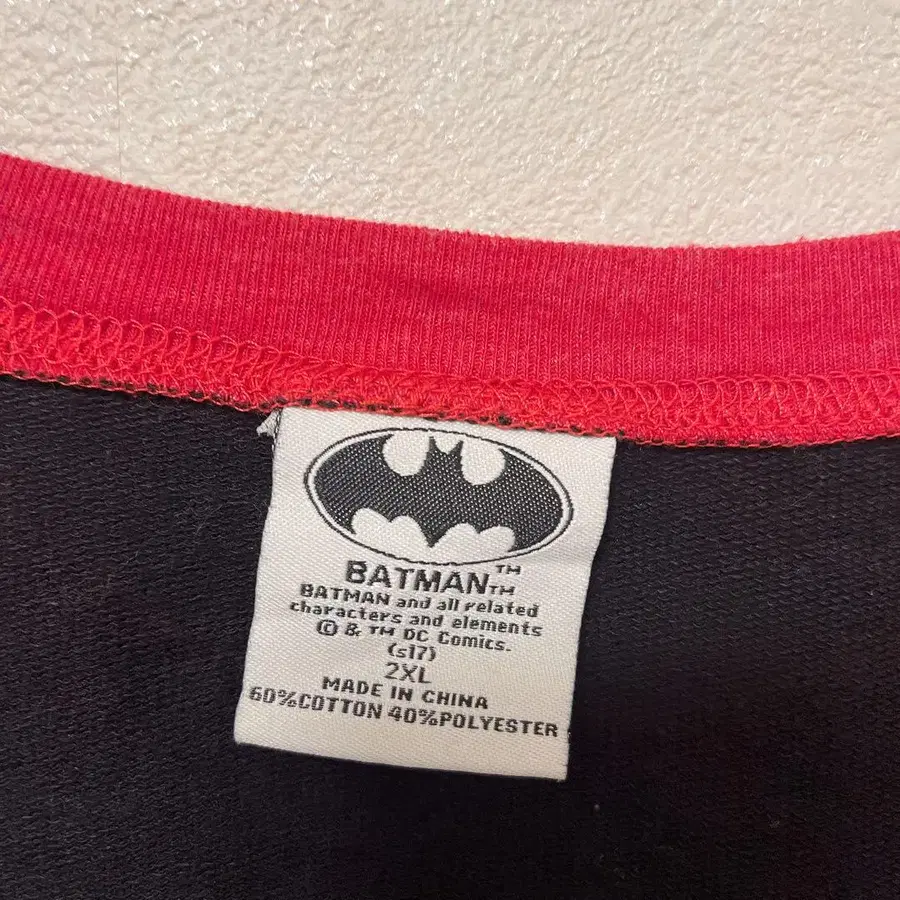 ™
BATMAN™
BATMAN and all related
characters and elements
© & ™ DC Comics.
(s17)
2XL
MADE IN CHINA
60%COTTON 40%POLYESTER